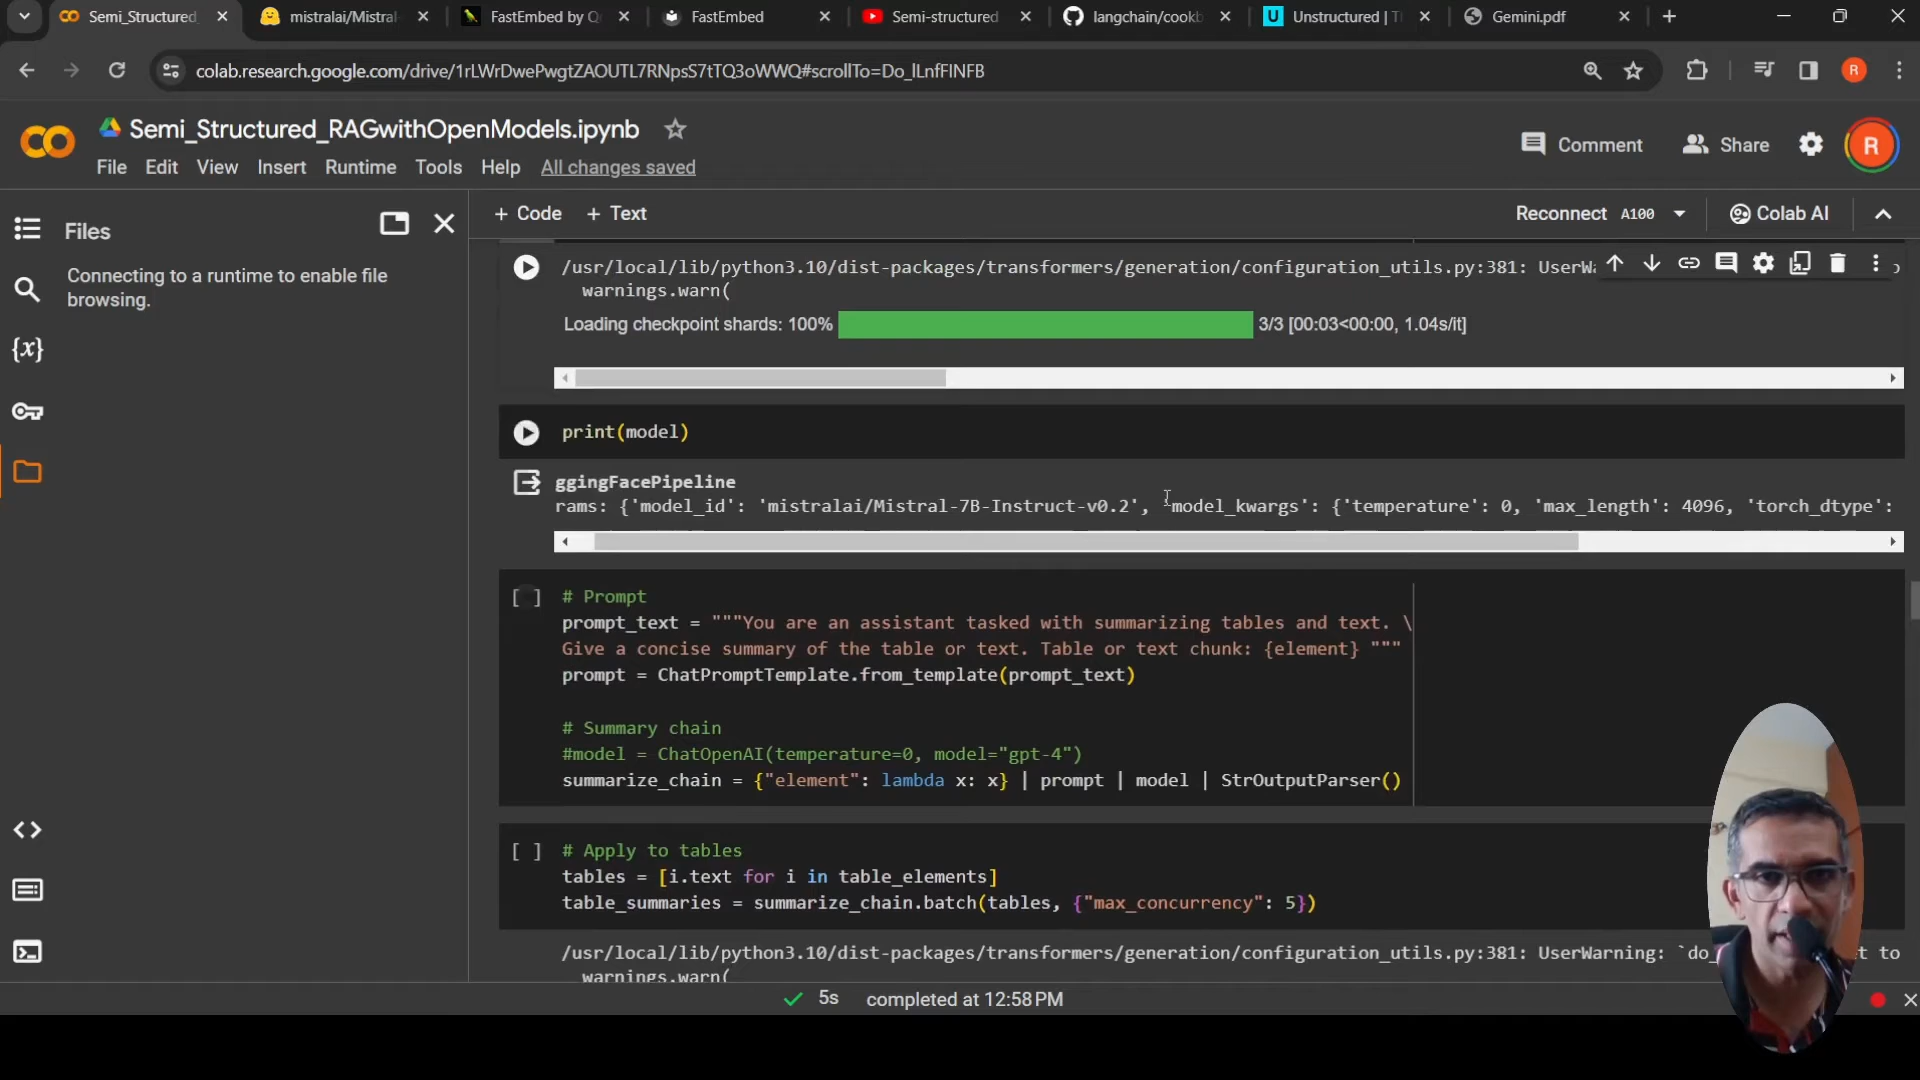 Semi_Structured_
mistralai/Mistral-
FastEmbed by Q
FastEmbed
Semi-structured
langchain/cookb
Unstructured | T
Gemini.pdf
colab.research.google.com/drive/1rLWrDwePwgtZAOUTL7RNpsS7tTQ3oWWQ#scrollTo=Do_lLnfFlNFB
R
Semi_Structured_RAGwithOpenModels.ipynb
File Edit View Insert Runtime Tools Help All changes saved
Comment Share R
Files
+ Code + Text
Reconnect A100 Colab AI
Connecting to a runtime to enable file
browsing.
/usr/local/lib/python3.10/dist-packages/transformers/generation/configuration_utils.py:381: UserWa
warnings.warn(
Loading checkpoint shards: 100% 3/3 [00:03<00:00, 1.04s/it]
print(model)
ggingFacePipeline
rams: {'model_id': 'mistralai/Mistral-7B-Instruct-v0.2', 'model_kwargs': {'temperature': 0, 'max_length': 4096, 'torch_dtype':
[ ] # Prompt
prompt_text = """You are an assistant tasked with summarizing tables and text. \
Give a concise summary of the table or text. Table or text chunk: {element} """
prompt = ChatPromptTemplate.from_template(prompt_text)
# Summary chain
#model = ChatOpenAI(temperature=0, model="gpt-4")
summarize_chain = {"element": lambda x: x} | prompt | model | StrOutputParser()
[ ] # Apply to tables
tables = [i.text for i in table_elements]
table_summaries = summarize_chain.batch(tables, {"max_concurrency": 5})
/usr/local/lib/python3.10/dist-packages/transformers/generation/configuration_utils.py:381: UserWarning: `do_ et to
warnings.warn(
5s completed at 12:58 PM